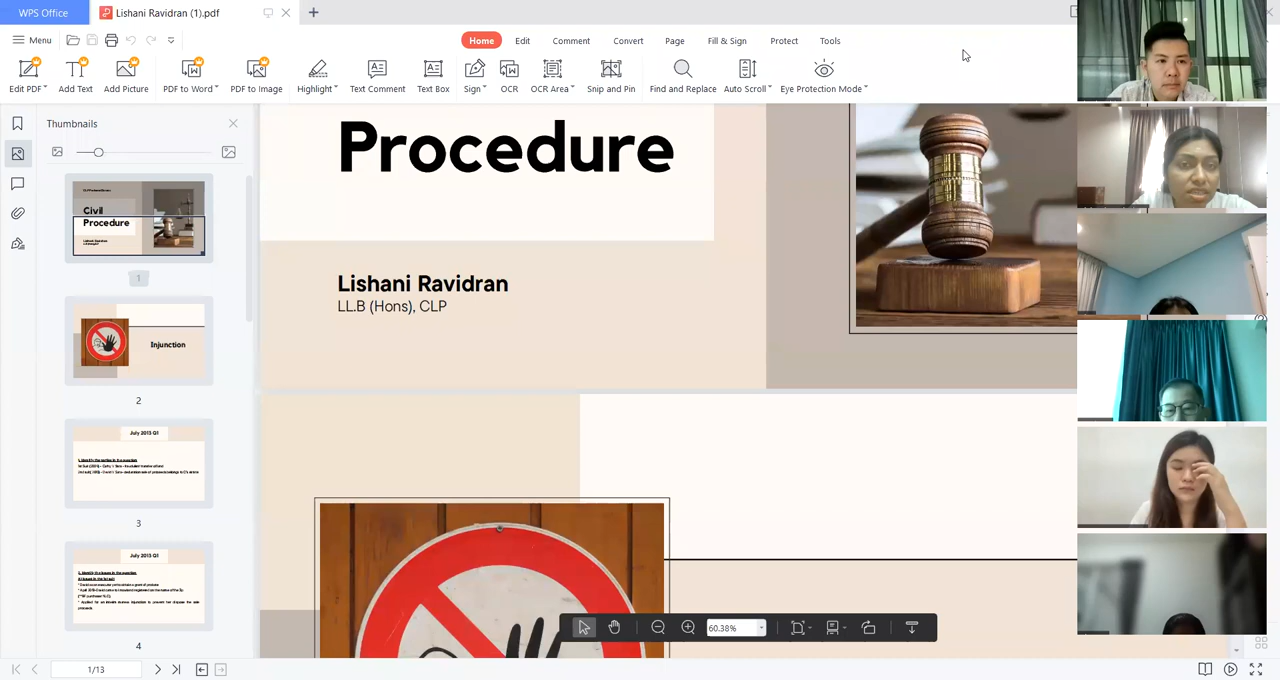 WPS Office
Lishani Ravidran (1).pdf
Menu
Home Edit Comment Convert Page Fill & Sign Protect Tools
Edit PDF Add Text Add Picture PDF to Word PDF to Image Highlight Text Comment Text Box Sign OCR OCR Area Snip and Pin Find and Replace Auto Scroll Eye Protection Mode
Thumbnails
Civil
Procedure
1
Injunction
2
July 2015 Q1
3
July 2015 Q1
4
Procedure
Lishani Ravidran
LL.B (Hons), CLP
60.38%
1/13